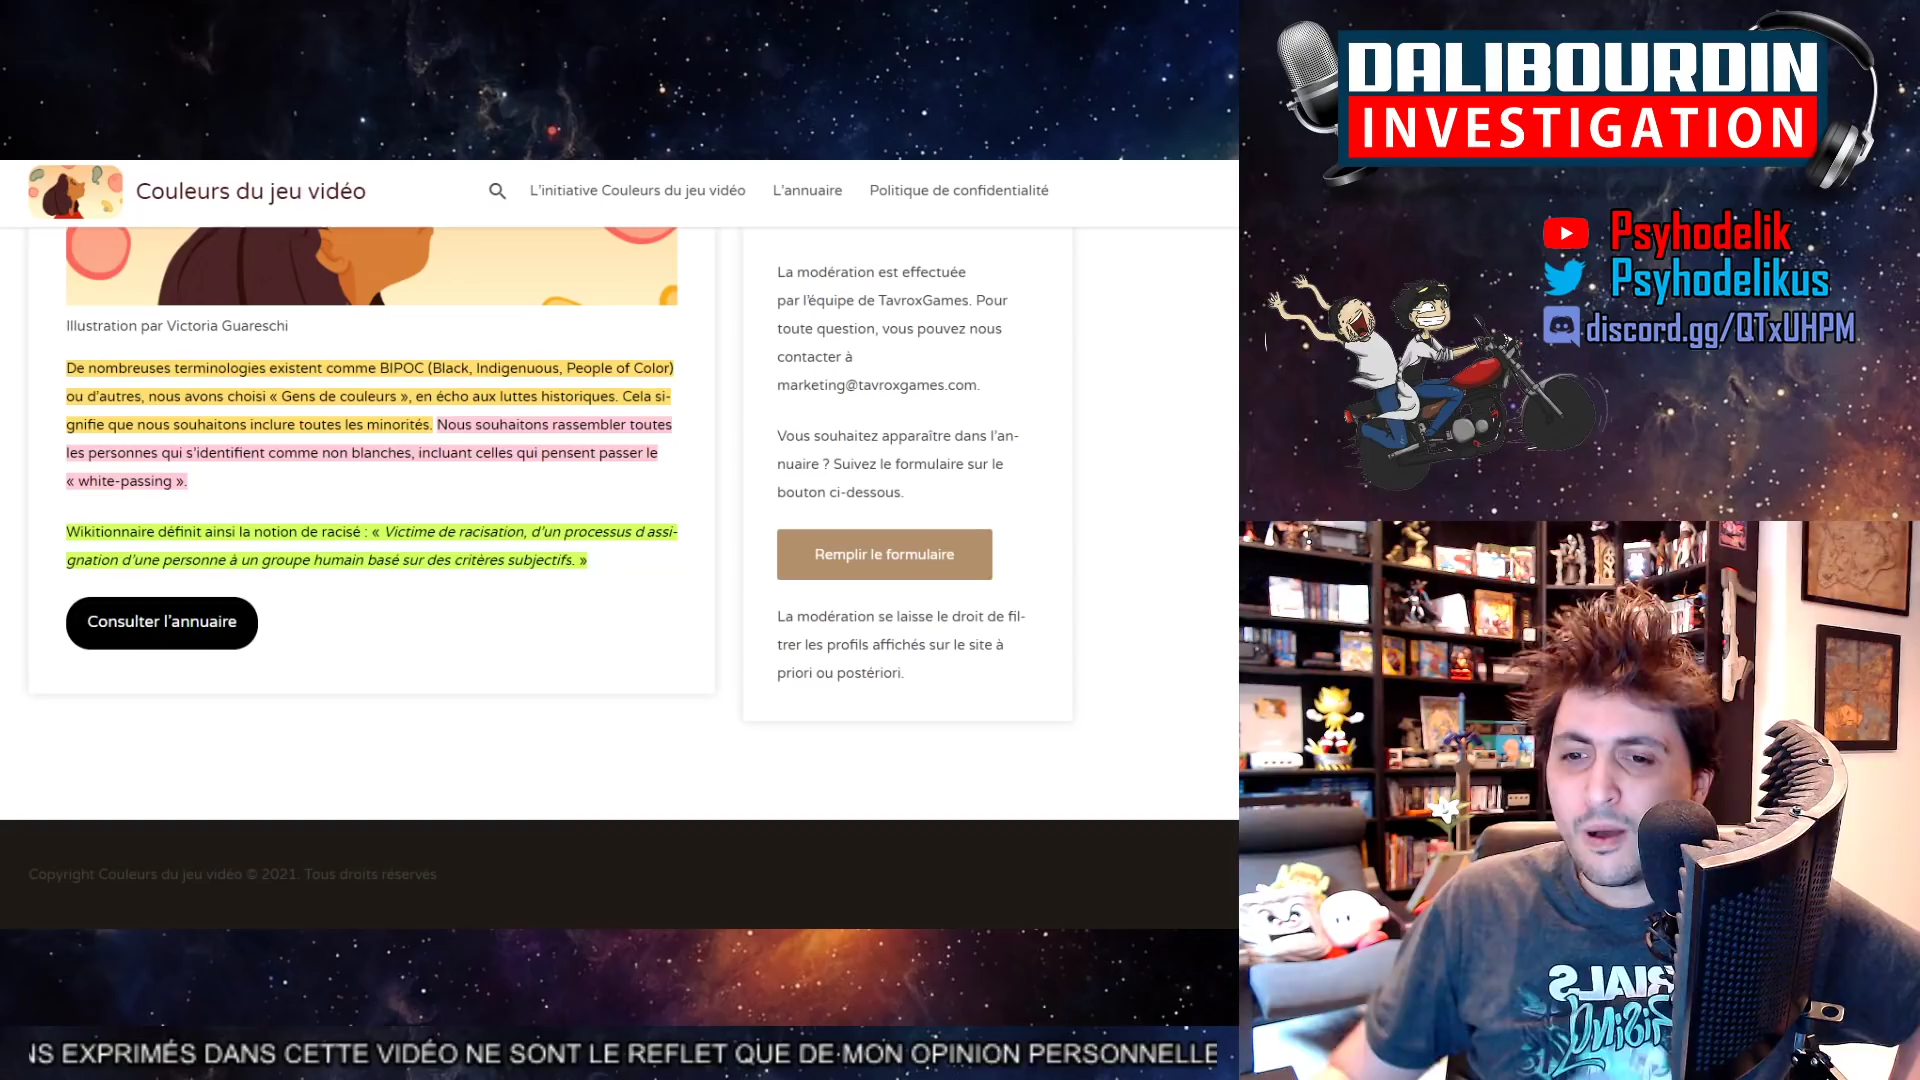 DALIBOURDIN
INVESTIGATION
Psyhodelik
Psyhodelikus
discord.gg/QTxUHPM
Couleurs du jeu vidéo
L'initiative Couleurs du jeu vidéo
L'annuaire
Politique de confidentialité
Illustration par Victoria Guareschi
De nombreuses terminologies existent comme BIPOC (Black, Indigenuous, People of Color)
ou d'autres, nous avons choisi « Gens de couleurs », en écho aux luttes historiques. Cela si-
gnifie que nous souhaitons inclure toutes les minorités. Nous souhaitons rassembler toutes
les personnes qui s'identifient comme non blanches, incluant celles qui pensent passer le
« white-passing ».
Wikitionnaire définit ainsi la notion de racisé : « Victime de racisation, d'un processus d'assi-
gnation d'une personne à un groupe humain basé sur des critères subjectifs. »
Consulter l'annuaire
La modération est effectuée
par l'équipe de TavroxGames. Pour
toute question, vous pouvez nous
contacter à
marketing@tavroxgames.com.
Vous souhaitez apparaître dans l'an-
nuaire ? Suivez le formulaire sur le
bouton ci-dessous.
Remplir le formulaire
La modération se laisse le droit de fil-
trer les profils affichés sur le site à
priori ou postériori.
Copyright Couleurs du jeu vidéo © 2021. Tous droits réservés
NS EXPRIMÉS DANS CETTE VIDÉO NE SONT LE REFLET QUE DE MON OPINION PERSONNELLE